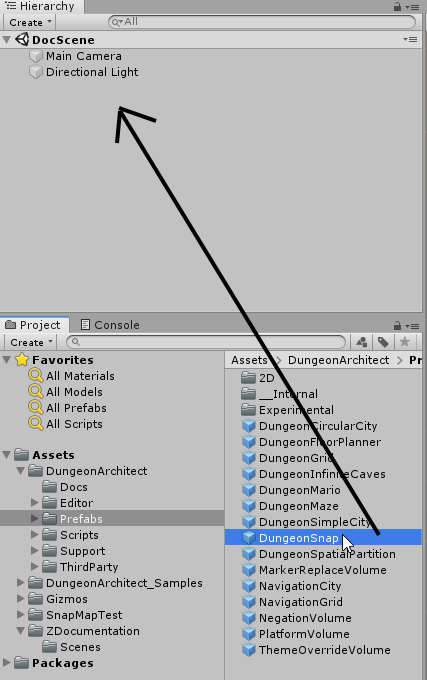 Hierarchy
Create
All
DocScene
Main Camera
Directional Light
Project
Console
Create
Favorites
All Materials
All Models
All Prefabs
All Scripts
Assets
DungeonArchitect
Docs
Editor
Prefabs
Scripts
Support
ThirdParty
DungeonArchitect_Samples
Gizmos
SnapMapTest
ZDocumentation
Scenes
Packages
Assets
DungeonArchitect
Pr
2D
__Internal
Experimental
DungeonCircularCity
DungeonFloorPlanner
DungeonGrid
DungeonInfiniteCaves
DungeonMario
DungeonMaze
DungeonSimpleCity
DungeonSnap
DungeonSpatialPartition
MarkerReplaceVolume
NavigationCity
NavigationGrid
NegationVolume
PlatformVolume
ThemeOverrideVolume